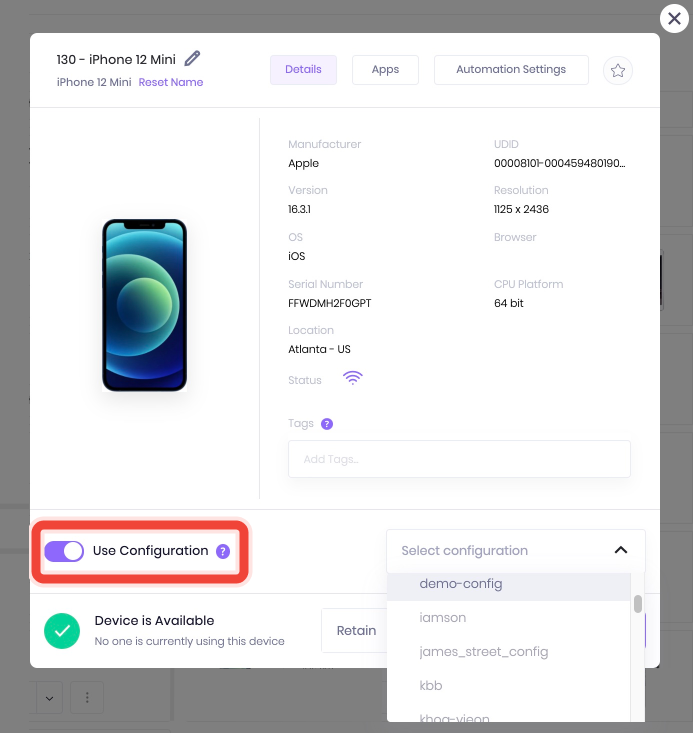 130 - iPhone 12 Mini
iPhone 12 Mini Reset Name
Details
Apps
Automation Settings
Manufacturer
Apple
UDID
00008101-000459480190...
Version
16.3.1
Resolution
1125 x 2436
OS
iOS
Browser
Serial Number
FFWDMH2F0GPT
CPU Platform
64 bit
Location
Atlanta - US
Status
Tags ?
Add Tags..
Use Configuration ?
Select configuration
demo-config
iamson
james_street_config
kbb
khoa-vieon
Device is Available
No one is currently using this device
Retain